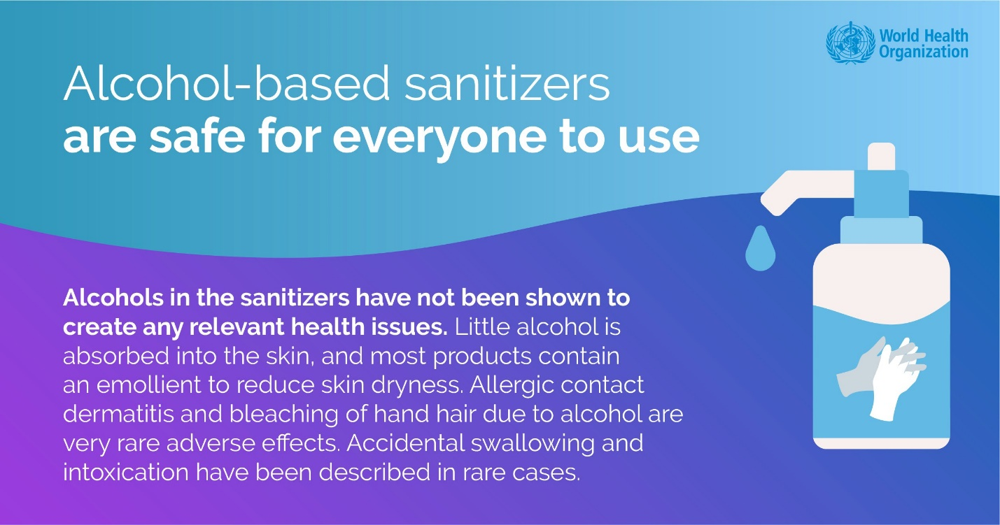 World Health
Organization
Alcohol-based sanitizers
are safe for everyone to use
Alcohols in the sanitizers have not been shown to
create any relevant health issues. Little alcohol is
absorbed into the skin, and most products contain
an emollient to reduce skin dryness. Allergic contact
dermatitis and bleaching of hand hair due to alcohol are
very rare adverse effects. Accidental swallowing and
intoxication have been described in rare cases.